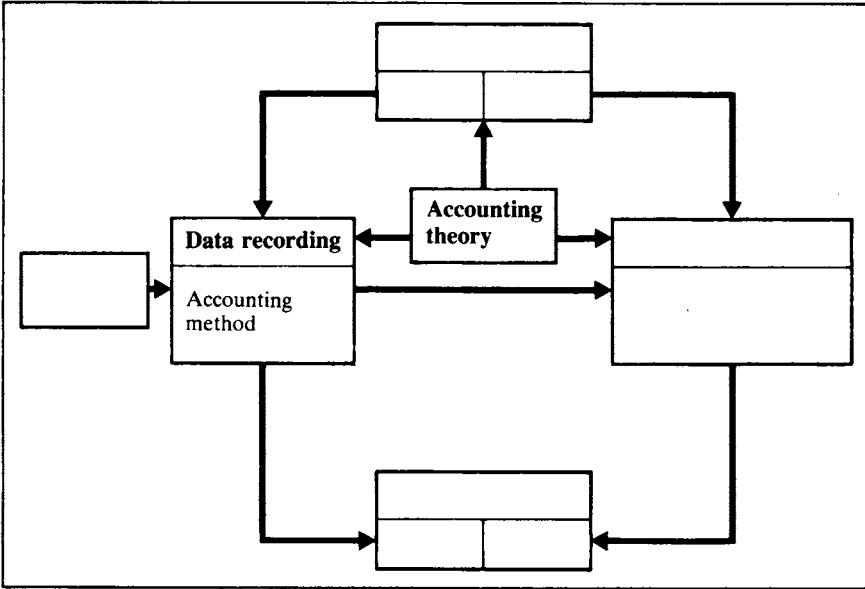 Accounting
theory
Data recording
Accounting
method